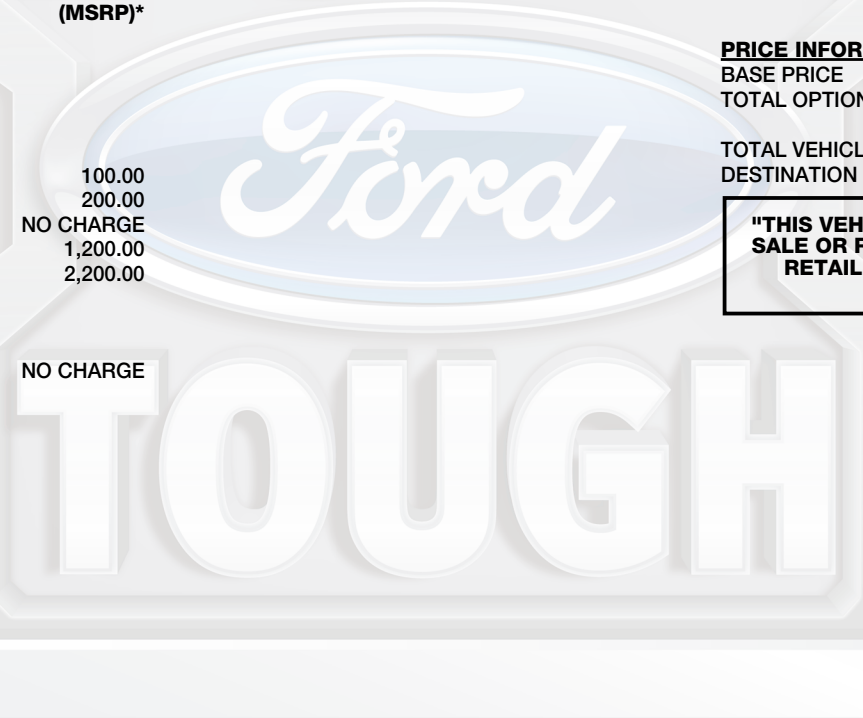 (MSRP)*
100.00
200.00
NO CHARGE
1,200.00
2,200.00
NO CHARGE
PRICE INFOR
BASE PRICE
TOTAL OPTION
TOTAL VEHICL
DESTINATION
"THIS VEH
SALE OR
RETAIL
Ford
TOUGH